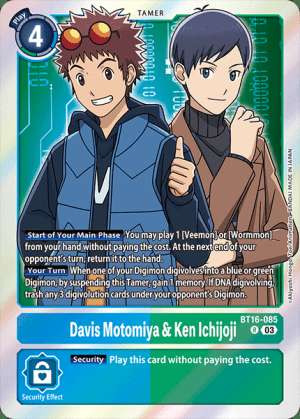 Play
TAMER
4
Start of Your Main Phase You may play 1 [Veemon] or [Wormmon]
from your hand without paying the cost. At the next end of your
opponent's turn, return it to the hand.
Your Turn When one of your Digimon digivolves into a blue or green
Digimon, by suspending this Tamer, gain 1 memory. If DNA digivolving,
trash any 3 digivolution cards under your opponent's Digimon.
BT16-085
Davis Motomiya & Ken Ichijoji
R 03
Security Play this card without paying the cost.
Security Effect